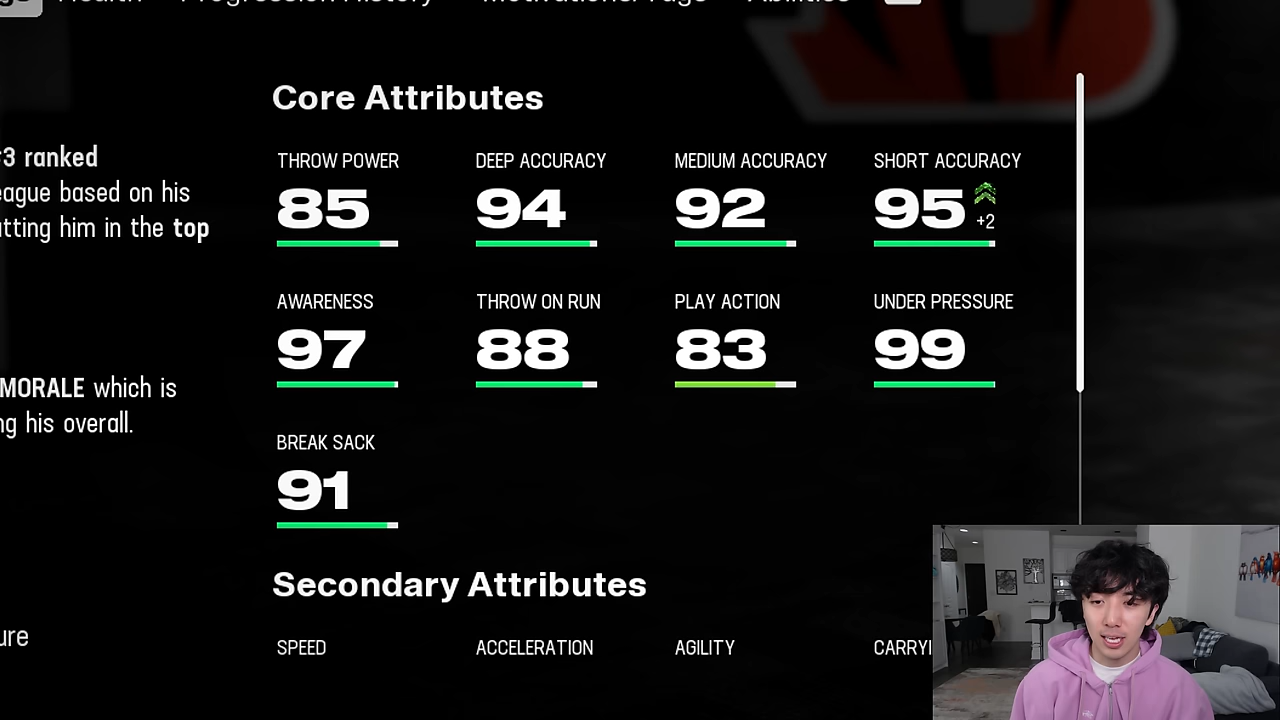 Core Attributes
3 ranked
eague based on his
tting him in the top
MORALE which is
g his overall.
ure
THROW POWER DEEP ACCURACY MEDIUM ACCURACY SHORT ACCURACY
85 94 92 95 +2
AWARENESS THROW ON RUN PLAY ACTION UNDER PRESSURE
97 88 83 99
BREAK SACK
91
Secondary Attributes
SPEED ACCELERATION AGILITY CARRYI